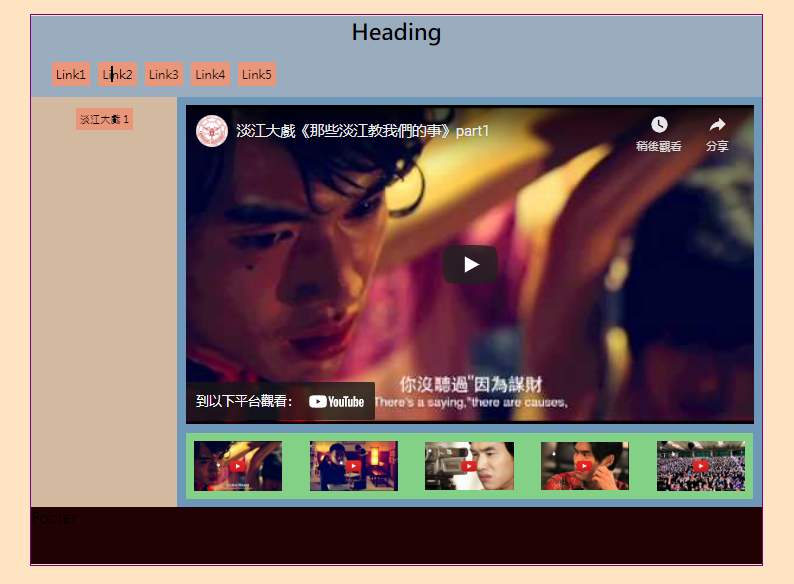 Heading
Link1 Link2 Link3 Link4 Link5
淡江大戲 1
淡江大戲《那些淡江教我們的事》part1
稍後觀看 分享
你沒聽過"因為謀財
There's a saying,"there are causes,
到以下平台觀看： YouTube
Footer